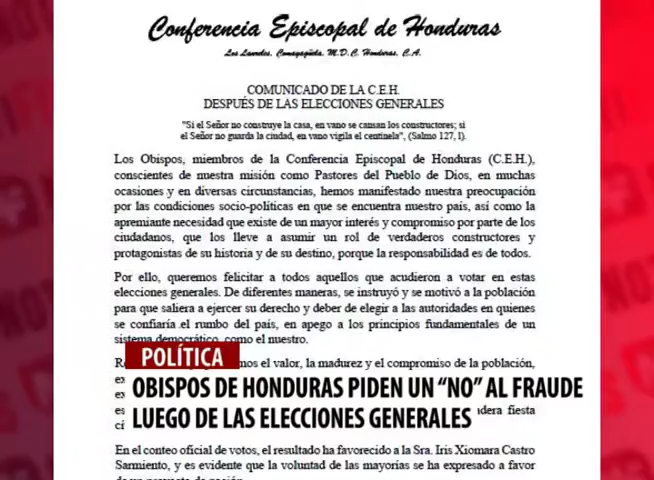 Conferencia Episcopal de Honduras
Los Laureles, Comayagüela, M.D.C. Honduras, C.A.
COMUNICADO DE LA C.E.H.
DESPUÉS DE LAS ELECCIONES GENERALES
"Si el Señor no construye la casa, en vano se cansan los constructores; si
el Señor no guarda la ciudad, en vano vigila el centinela", (Salmo 127, 1).
Los Obispos, miembros de la Conferencia Episcopal de Honduras (C.E.H.),
conscientes de nuestra misión como Pastores del Pueblo de Dios, en muchas
ocasiones y en diversas circunstancias, hemos manifestado nuestra preocupación
por las condiciones socio-políticas en que se encuentra nuestro país, así como la
apremiante necesidad que existe de un mayor interés y compromiso por parte de los
ciudadanos, que los lleve a asumir un rol de verdaderos constructores y
protagonistas de su historia y de su destino, porque la responsabilidad es de todos.
Por ello, queremos felicitar a todos aquellos que acudieron a votar en estas
elecciones generales. De diferentes maneras, se instruyó y se motivó a la población
para que saliera a ejercer su derecho y deber de elegir a las autoridades en quienes
se confiaría el rumbo del país, en apego a los principios fundamentales de un
sistema democrático, como el nuestro.
POLÍTICA
el valor, la madurez y el compromiso de la población,
OBISPOS DE HONDURAS PIDEN UN “NO” AL FRAUDE
LUEGO DE LAS ELECCIONES GENERALES
fiesta
En el conteo oficial de votos, el resultado ha favorecido a la Sra. Iris Xiomara Castro
Sarmiento, y es evidente que la voluntad de las mayorías se ha expresado a favor